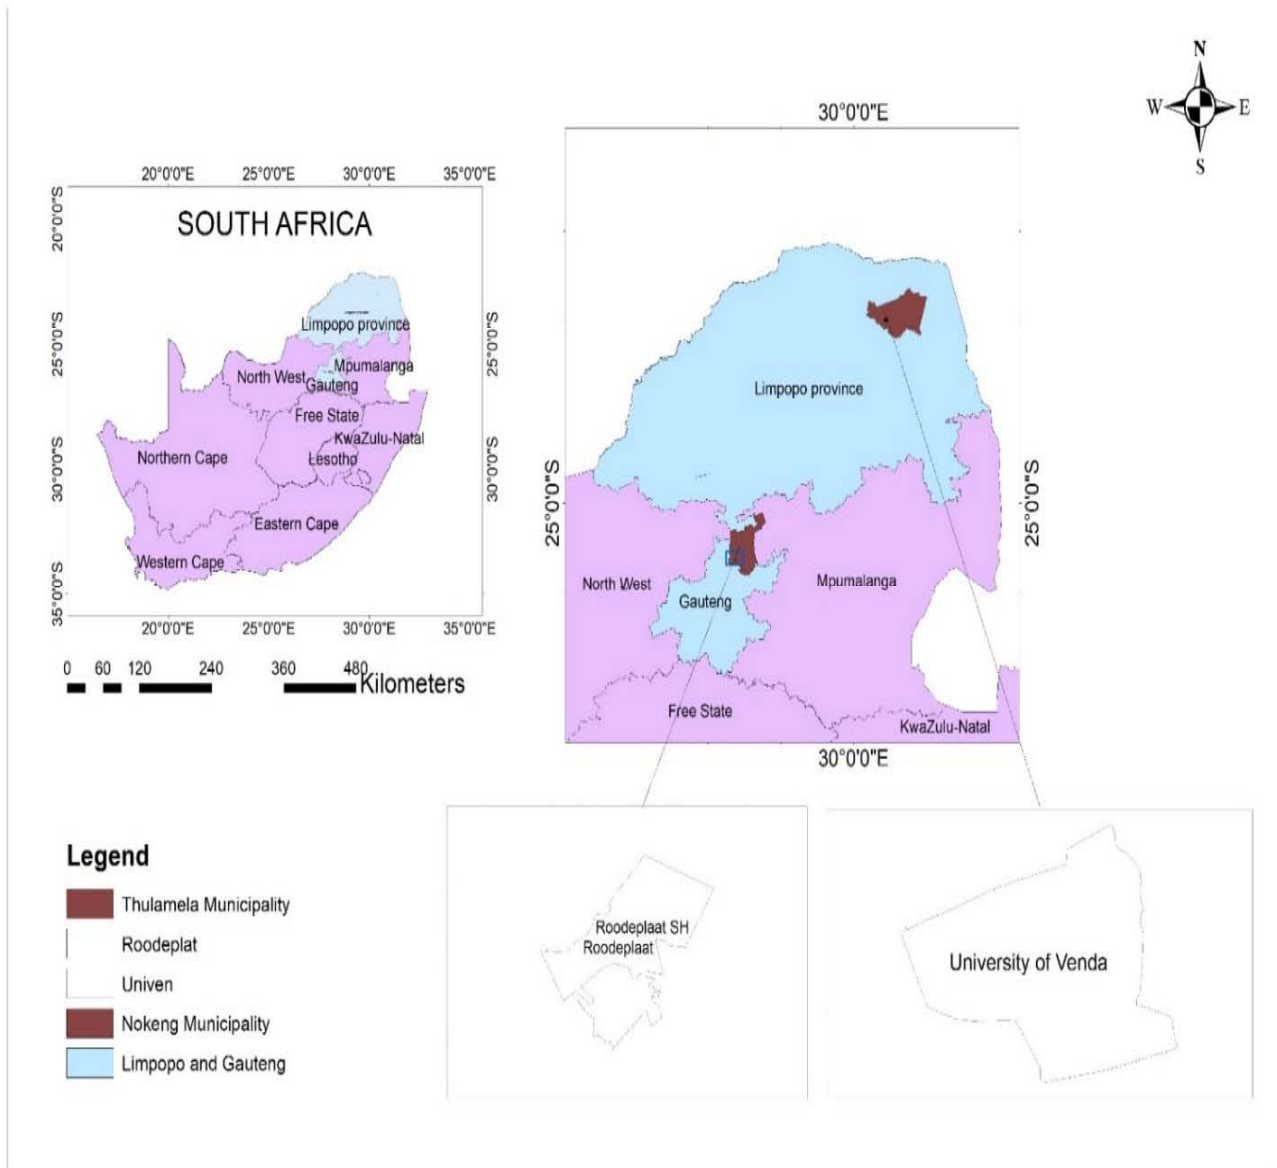 N
W E
S
30°0'0"E
20°0'0"E 25°0'0"E 30°0'0"E 35°0'0"E
20°0'0"S
SOUTH AFRICA
Limpopo province
25°0'0"S
25°0'0"S
Mpumalanga
North West
Gauteng
Free State
KwaZulu-Natal
Lesotho
Northern Cape
30°0'0"S
30°0'0"S
Eastern Cape
Western Cape
35°0'0"S
20°0'0"E 25°0'0"E 30°0'0"E 35°0'0"E
0 60 120 240 360 480
Kilometers
Limpopo province
25°0'0"S
25°0'0"S
North West
Mpumalanga
Gauteng
Free State
KwaZulu-Natal
30°0'0"E
Legend
Thulamela Municipality
Roodeplat
Univen
Nokeng Municipality
Limpopo and Gauteng
Roodeplaat SH
Roodeplaat
University of Venda